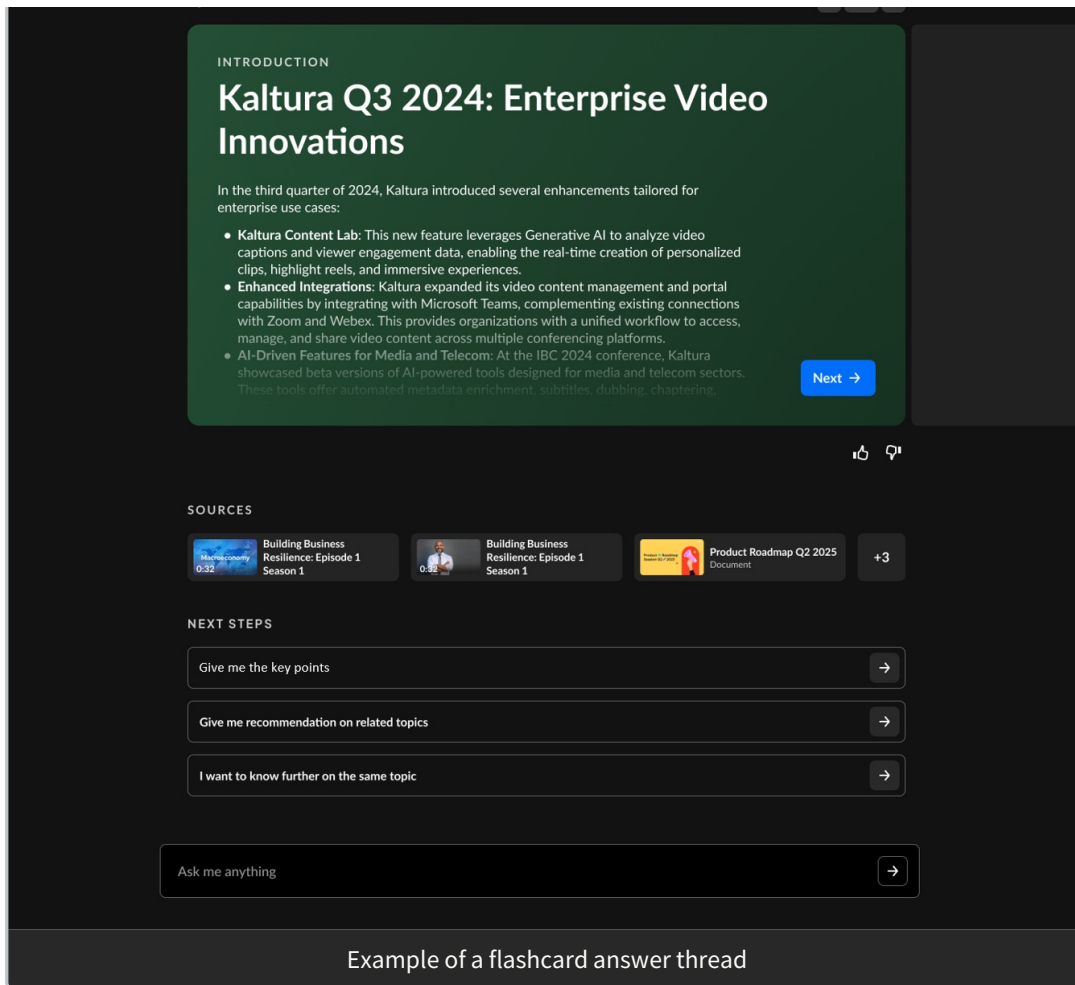 INTRODUCTION
Kaltura Q3 2024: Enterprise Video
Innovations
In the third quarter of 2024, Kaltura introduced several enhancements tailored for
enterprise use cases:
• Kaltura Content Lab: This new feature leverages Generative AI to analyze video
captions and viewer engagement data, enabling the real-time creation of personalized
clips, highlight reels, and immersive experiences.
• Enhanced Integrations: Kaltura expanded its video content management and portal
capabilities by integrating with Microsoft Teams, complementing existing connections
with Zoom and Webex. This provides organizations with a unified workflow to access,
manage, and share video content across multiple conferencing platforms.
• AI-Driven Features for Media and Telecom: At the IBC 2024 conference, Kaltura
showcased beta versions of AI-powered tools designed for media and telecom sectors.
These tools offer automated metadata enrichment, subtitles, dubbing, chaptering,
Next →
SOURCES
Macroeconomy
0:32
Building Business
Resilience: Episode 1
Season 1
0:32
Building Business
Resilience: Episode 1
Season 1
Product Roadmap Q2 2025
Document
+3
NEXT STEPS
Give me the key points
Give me recommendation on related topics
I want to know further on the same topic
Ask me anything
Example of a flashcard answer thread